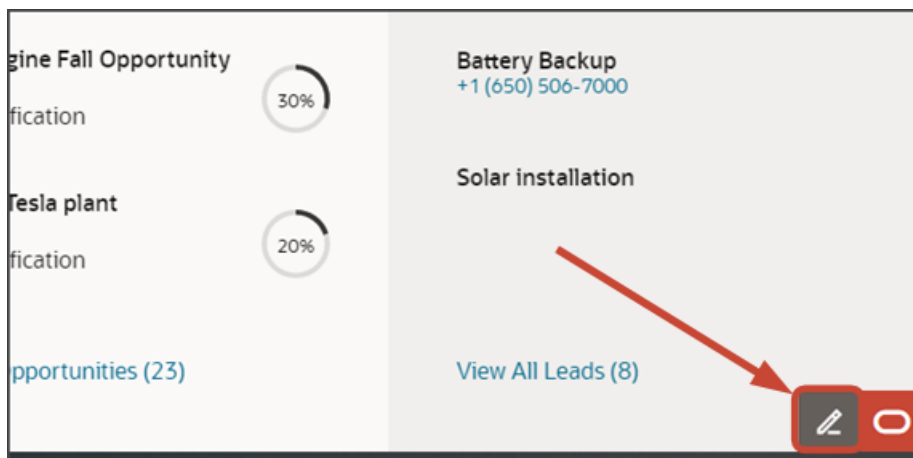 gine Fall Opportunity
30%
fication
Tesla plant
20%
fication
pportunities (23)
Battery Backup
+1 (650) 506-7000
Solar installation
View All Leads (8)